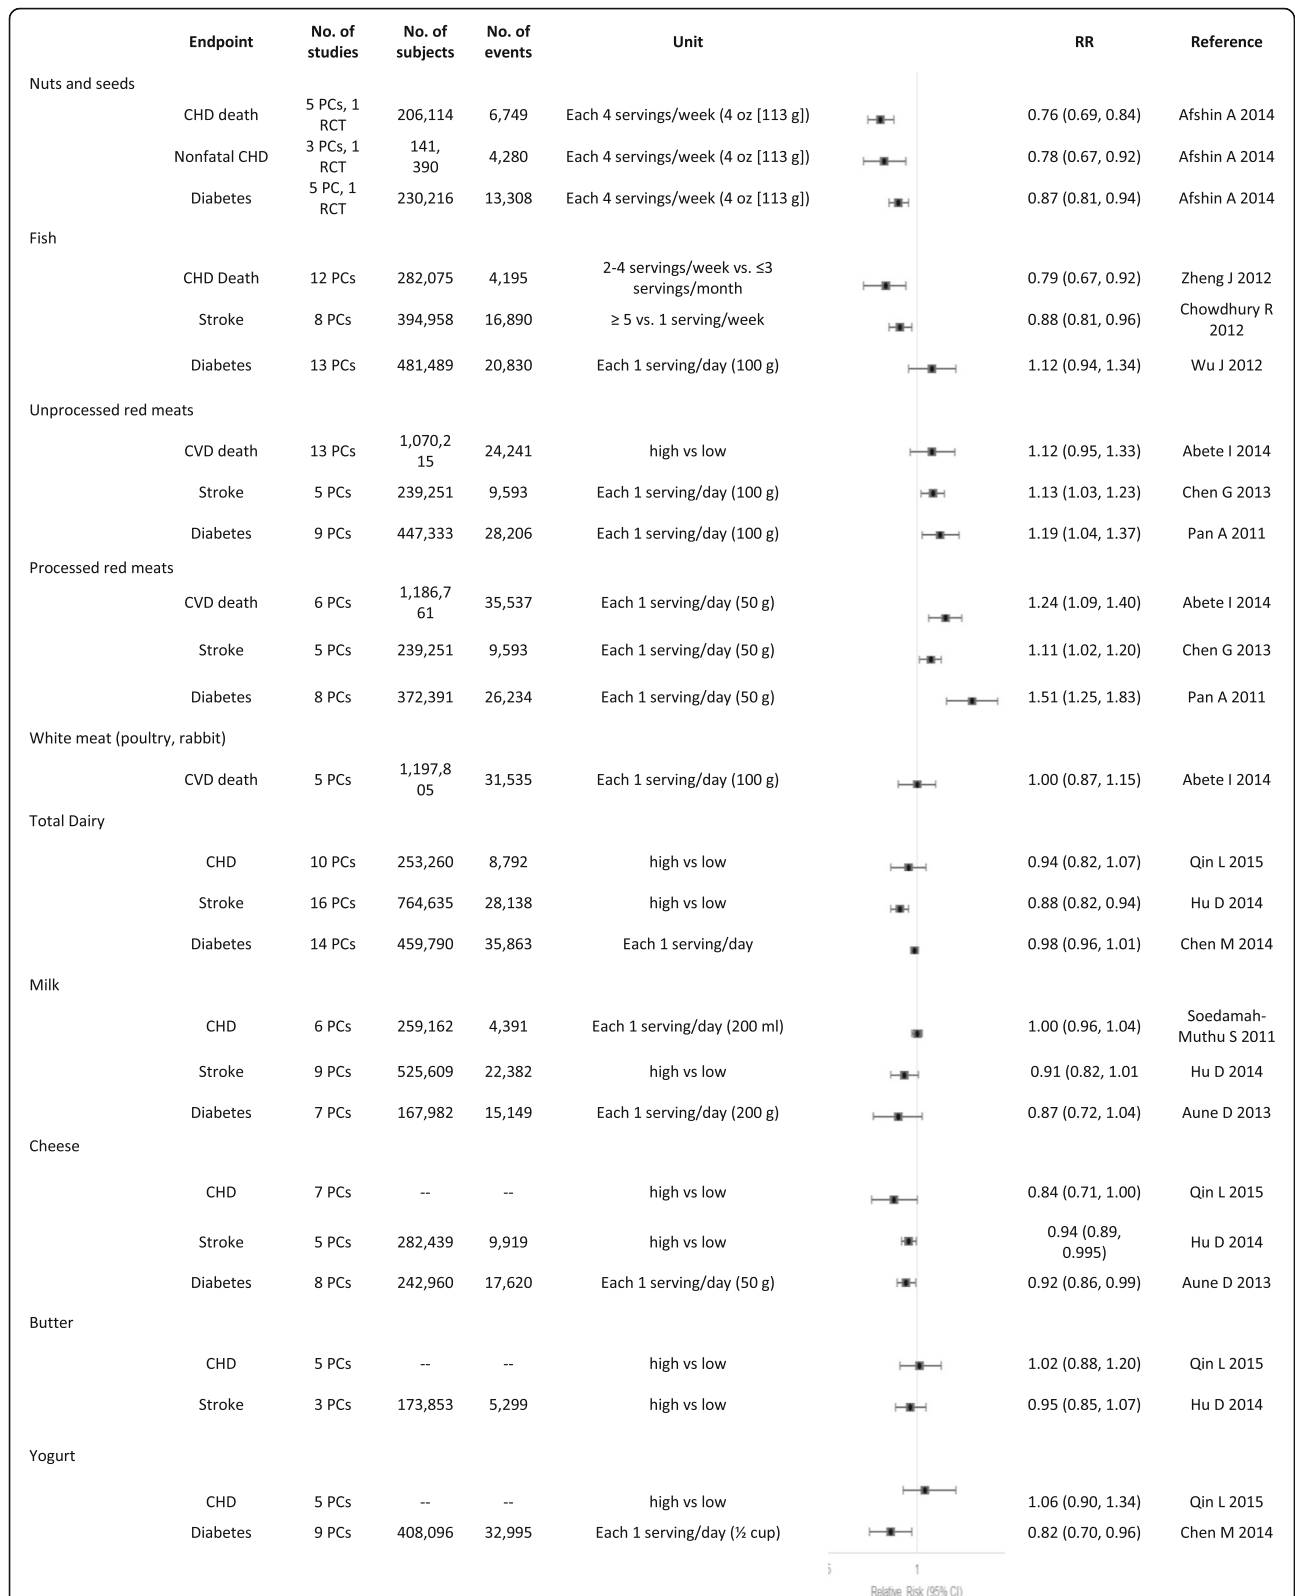 Endpoint No. of studies No. of subjects No. of events Unit RR Reference
Nuts and seeds
CHD death 5 PCs, 1 RCT 206,114 6,749 Each 4 servings/week (4 oz [113 g]) 0.76 (0.69, 0.84) Afshin A 2014
Nonfatal CHD 3 PCs, 1 RCT 141, 390 4,280 Each 4 servings/week (4 oz [113 g]) 0.78 (0.67, 0.92) Afshin A 2014
Diabetes 5 PC, 1 RCT 230,216 13,308 Each 4 servings/week (4 oz [113 g]) 0.87 (0.81, 0.94) Afshin A 2014
Fish
CHD Death 12 PCs 282,075 4,195 2-4 servings/week vs. ≤3 servings/month 0.79 (0.67, 0.92) Zheng J 2012
Stroke 8 PCs 394,958 16,890 ≥ 5 vs. 1 serving/week 0.88 (0.81, 0.96) Chowdhury R 2012
Diabetes 13 PCs 481,489 20,830 Each 1 serving/day (100 g) 1.12 (0.94, 1.34) Wu J 2012
Unprocessed red meats
CVD death 13 PCs 1,070,2 15 24,241 high vs low 1.12 (0.95, 1.33) Abete I 2014
Stroke 5 PCs 239,251 9,593 Each 1 serving/day (100 g) 1.13 (1.03, 1.23) Chen G 2013
Diabetes 9 PCs 447,333 28,206 Each 1 serving/day (100 g) 1.19 (1.04, 1.37) Pan A 2011
Processed red meats
CVD death 6 PCs 1,186,7 61 35,537 Each 1 serving/day (50 g) 1.24 (1.09, 1.40) Abete I 2014
Stroke 5 PCs 239,251 9,593 Each 1 serving/day (50 g) 1.11 (1.02, 1.20) Chen G 2013
Diabetes 8 PCs 372,391 26,234 Each 1 serving/day (50 g) 1.51 (1.25, 1.83) Pan A 2011
White meat (poultry, rabbit)
CVD death 5 PCs 1,197,8 05 31,535 Each 1 serving/day (100 g) 1.00 (0.87, 1.15) Abete I 2014
Total Dairy
CHD 10 PCs 253,260 8,792 high vs low 0.94 (0.82, 1.07) Qin L 2015
Stroke 16 PCs 764,635 28,138 high vs low 0.88 (0.82, 0.94) Hu D 2014
Diabetes 14 PCs 459,790 35,863 Each 1 serving/day 0.98 (0.96, 1.01) Chen M 2014
Milk
CHD 6 PCs 259,162 4,391 Each 1 serving/day (200 ml) 1.00 (0.96, 1.04) Soedamah-Muthu S 2011
Stroke 9 PCs 525,609 22,382 high vs low 0.91 (0.82, 1.01 Hu D 2014
Diabetes 7 PCs 167,982 15,149 Each 1 serving/day (200 g) 0.87 (0.72, 1.04) Aune D 2013
Cheese
CHD 7 PCs -- -- high vs low 0.84 (0.71, 1.00) Qin L 2015
Stroke 5 PCs 282,439 9,919 high vs low 0.94 (0.89, 0.995) Hu D 2014
Diabetes 8 PCs 242,960 17,620 Each 1 serving/day (50 g) 0.92 (0.86, 0.99) Aune D 2013
Butter
CHD 5 PCs -- -- high vs low 1.02 (0.88, 1.20) Qin L 2015
Stroke 3 PCs 173,853 5,299 high vs low 0.95 (0.85, 1.07) Hu D 2014
Yogurt
CHD 5 PCs -- -- high vs low 1.06 (0.90, 1.34) Qin L 2015
Diabetes 9 PCs 408,096 32,995 Each 1 serving/day (½ cup) 0.82 (0.70, 0.96) Chen M 2014
1
Relative Risk (95% CI)